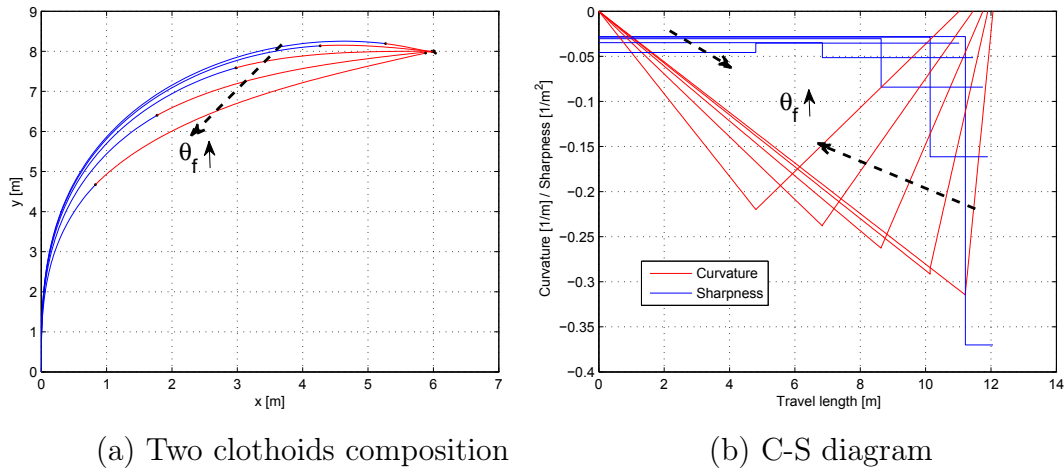 9
8
7
6
5
4
3
2
1
0
y [m]
0 1 2 3 4 5 6 7
x [m]
θf ↑
(a) Two clothoids composition
0
−0.05
−0.1
−0.15
−0.2
−0.25
−0.3
−0.35
−0.4
Curvature [1/m] / Sharpness [1/m²]
0 2 4 6 8 10 12 14
Travel length [m]
θf ↑
Curvature
Sharpness
(b) C-S diagram